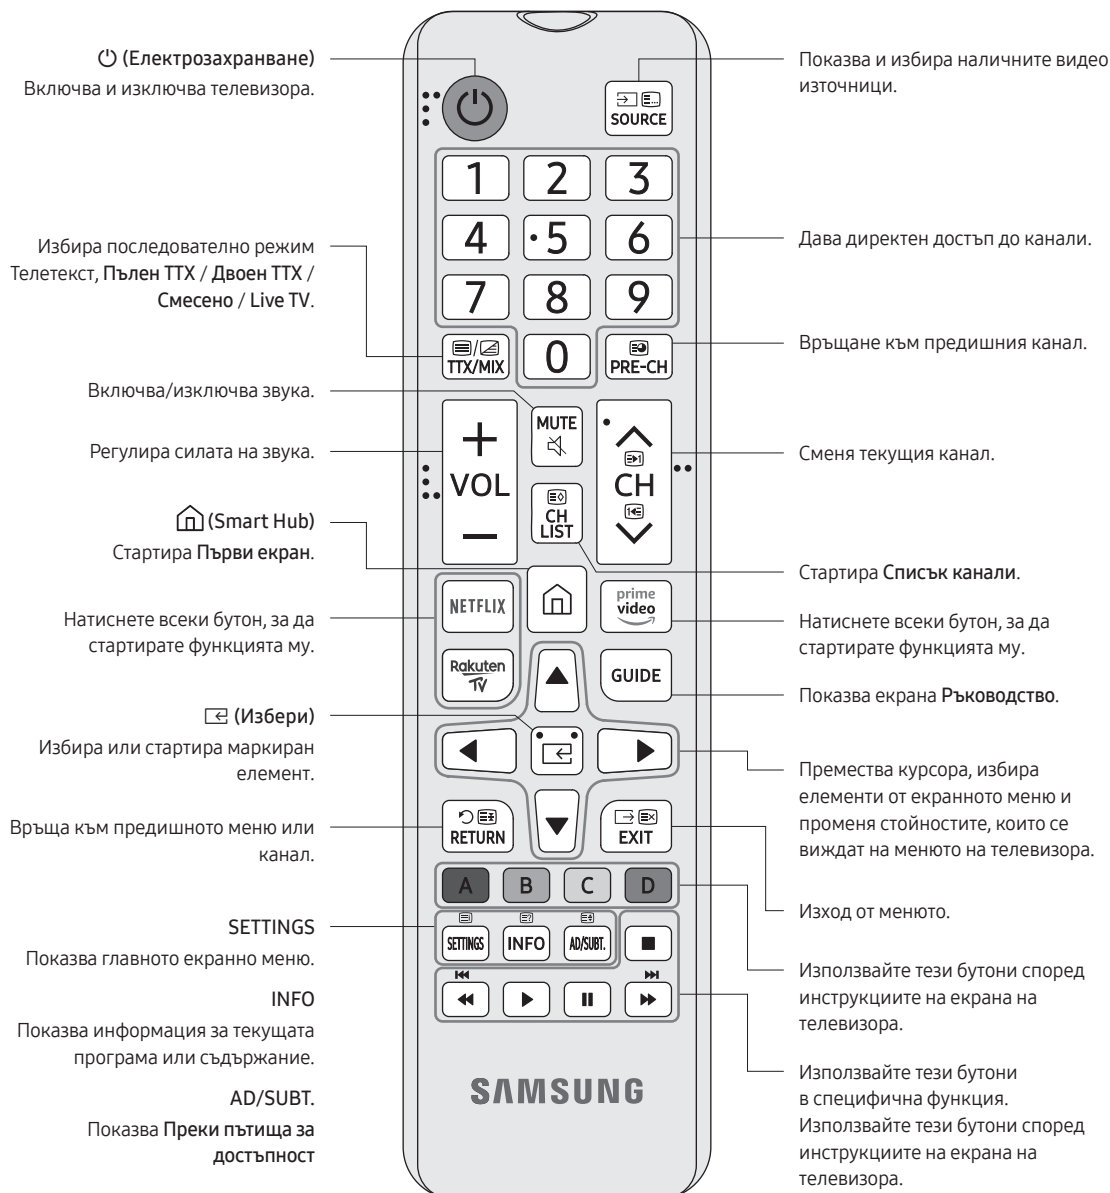 (Електрозахранване)
Включва и изключва телевизора.
Избира последователно режим
Телетекст, Пълен TTX / Двоен TTX /
Смесено / Live TV.
Включва/изключва звука.
Регулира силата на звука.
(Smart Hub)
Стартира Първи екран.
Натиснете всеки бутон, за да
стартирате функцията му.
(Избери)
Избира или стартира маркиран
елемент.
Връща към предишното меню или
канал.
SETTINGS
Показва главното екранно меню.
INFO
Показва информация за текущата
програма или съдържание.
AD/SUBT.
Показва Преки пътища за
достъпност
SOURCE
1 2 3
4 5 6
7 8 9
TTX/MIX 0 PRE-CH
MUTE
VOL
CH
CH
LIST
NETFLIX
prime
video
Rakuten
TV
GUIDE
RETURN
EXIT
A B C D
SETTINGS INFO AD/SUBT.
SAMSUNG
Показва и избира наличните видео
източници.
Дава директен достъп до канали.
Връщане към предишния канал.
Сменя текущия канал.
Стартира Списък канали.
Натиснете всеки бутон, за да
стартирате функцията му.
Показва екрана Ръководство.
Премества курсора, избира
елементи от екранното меню и
променя стойностите, които се
виждат на менюто на телевизора.
Изход от менюто.
Използвайте тези бутони според
инструкциите на екрана на
телевизора.
Използвайте тези бутони
в специфична функция.
Използвайте тези бутони според
инструкциите на екрана на
телевизора.